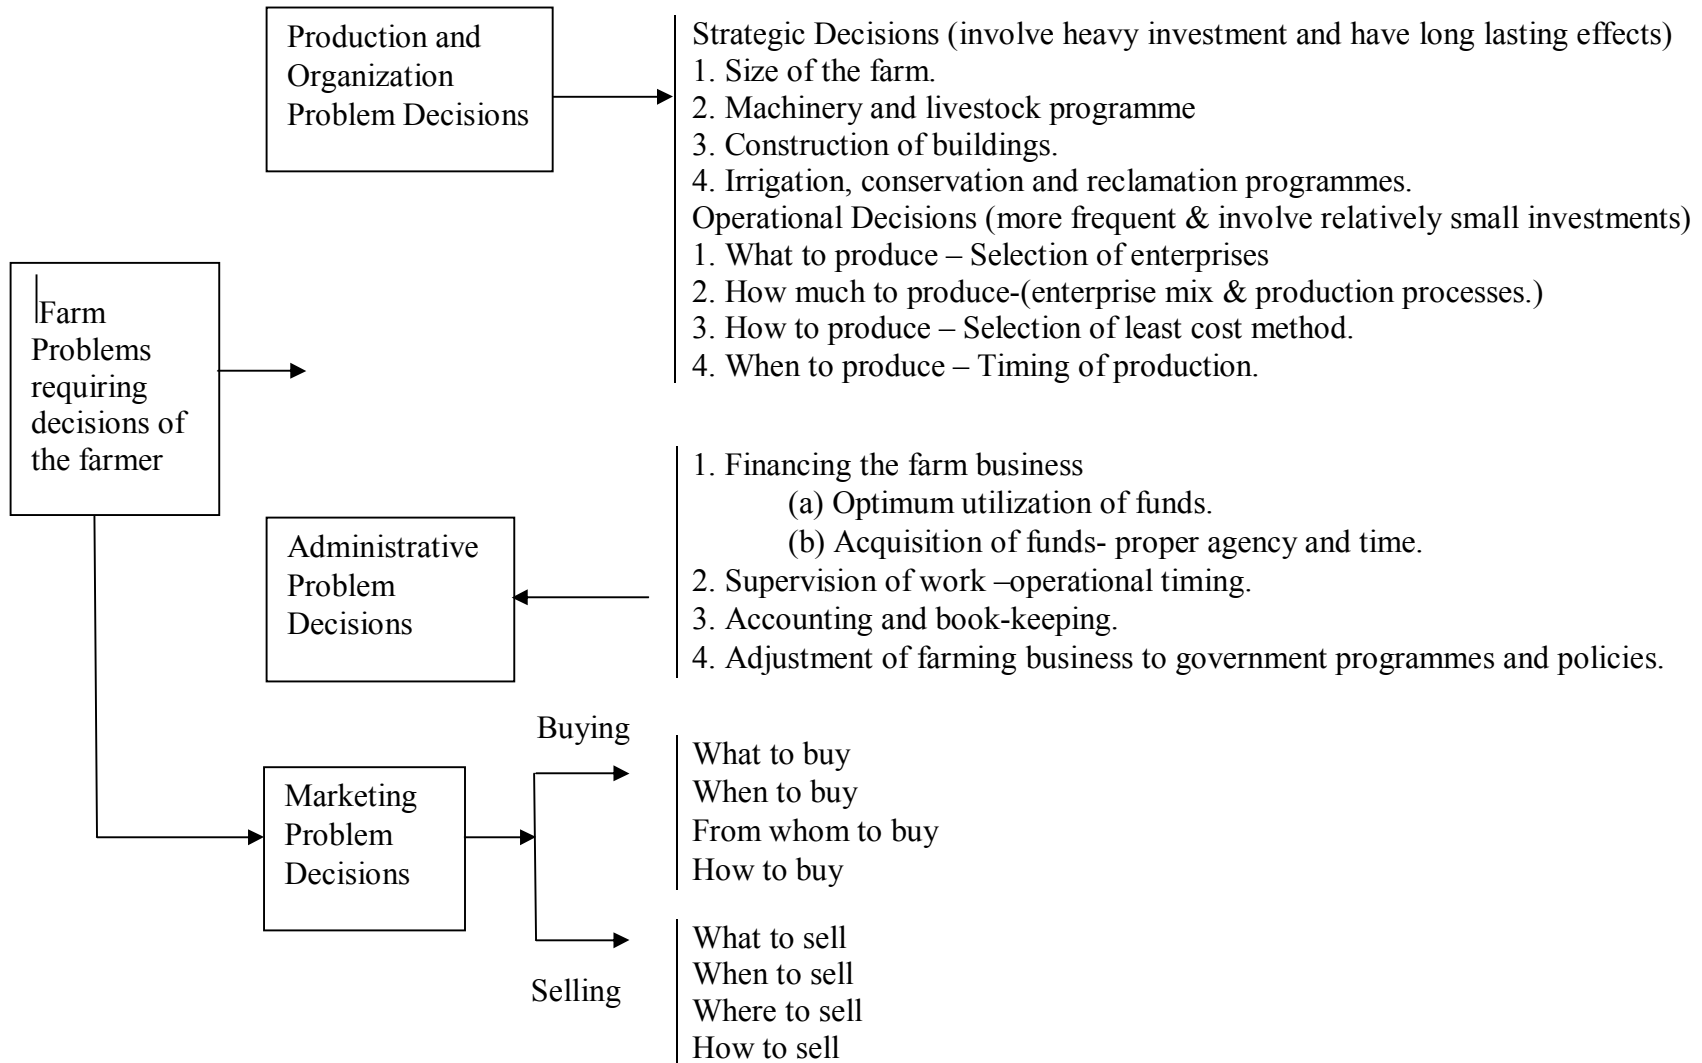 Production and
Organization
Problem Decisions
Strategic Decisions (involve heavy investment and have long lasting effects)
1. Size of the farm.
2. Machinery and livestock programme
3. Construction of buildings.
4. Irrigation, conservation and reclamation programmes.
Operational Decisions (more frequent & involve relatively small investments)
1. What to produce – Selection of enterprises
2. How much to produce-(enterprise mix & production processes.)
3. How to produce – Selection of least cost method.
4. When to produce – Timing of production.
Farm
Problems
requiring
decisions of
the farmer
Administrative
Problem
Decisions
1. Financing the farm business
(a) Optimum utilization of funds.
(b) Acquisition of funds- proper agency and time.
2. Supervision of work –operational timing.
3. Accounting and book-keeping.
4. Adjustment of farming business to government programmes and policies.
Marketing
Problem
Decisions
Buying
What to buy
When to buy
From whom to buy
How to buy
Selling
What to sell
When to sell
Where to sell
How to sell